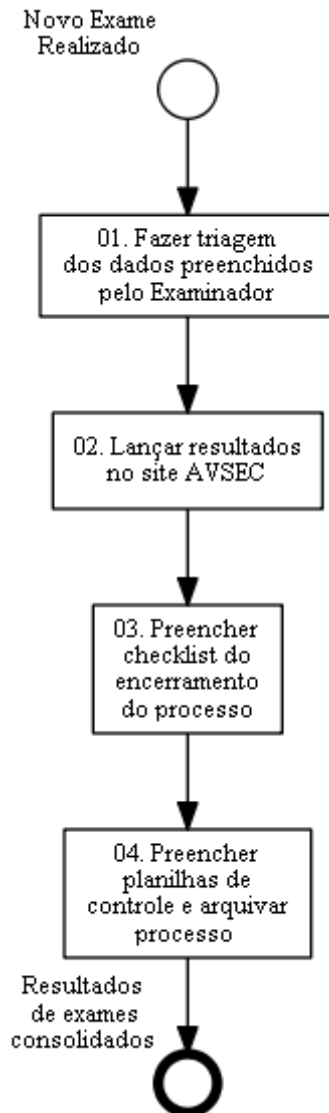 Novo Exame
Realizado
01. Fazer triagem
dos dados preenchidos
pelo Examinador
02. Lançar resultados
no site AVSEC
03. Preencher
checklist do
encerramento
do processo
04. Preencher
planilhas de
controle e arquivar
processo
Resultados
de exames
consolidados